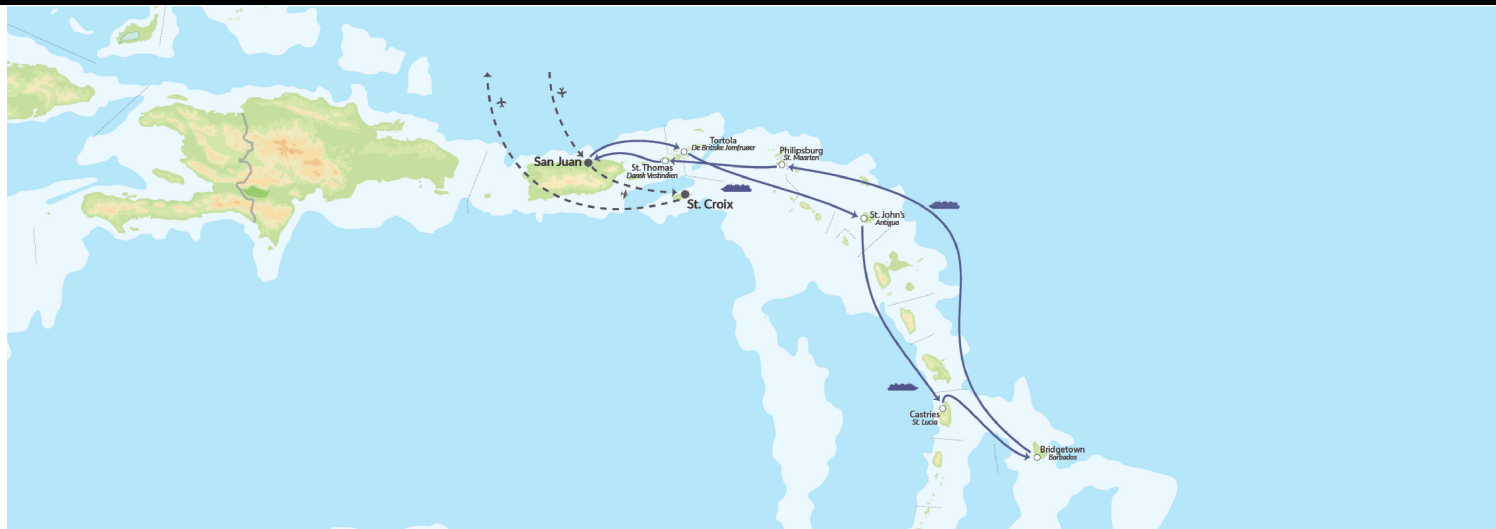 Tortola
De Britiske Jomfruøer
Philipsburg
St. Maarten
San Juan
St. Thomas
Dansk Vestindien
St. Croix
St. John's
Antigua
Castries
St. Lucia
Bridgetown
Barbados